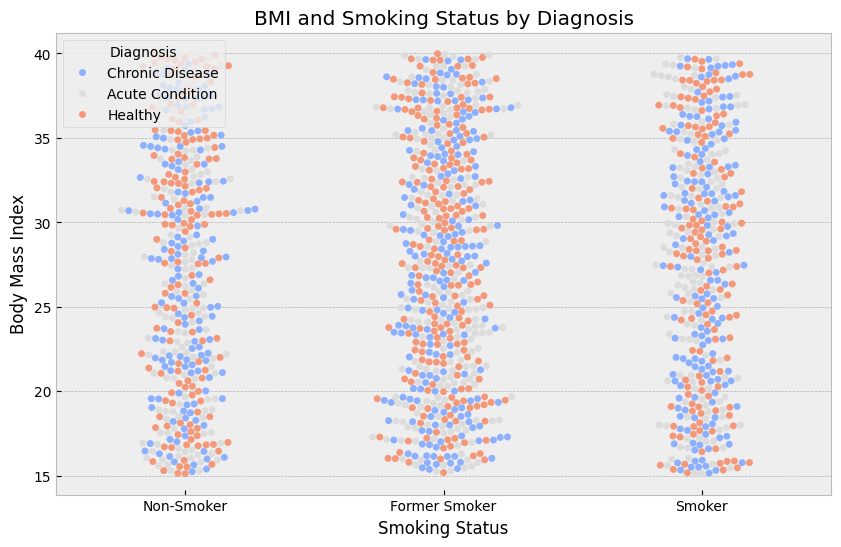 BMI and Smoking Status by Diagnosis
Diagnosis
Chronic Disease
Acute Condition
Healthy
40
35
30
25
20
15
Body Mass Index
Non-Smoker
Former Smoker
Smoker
Smoking Status